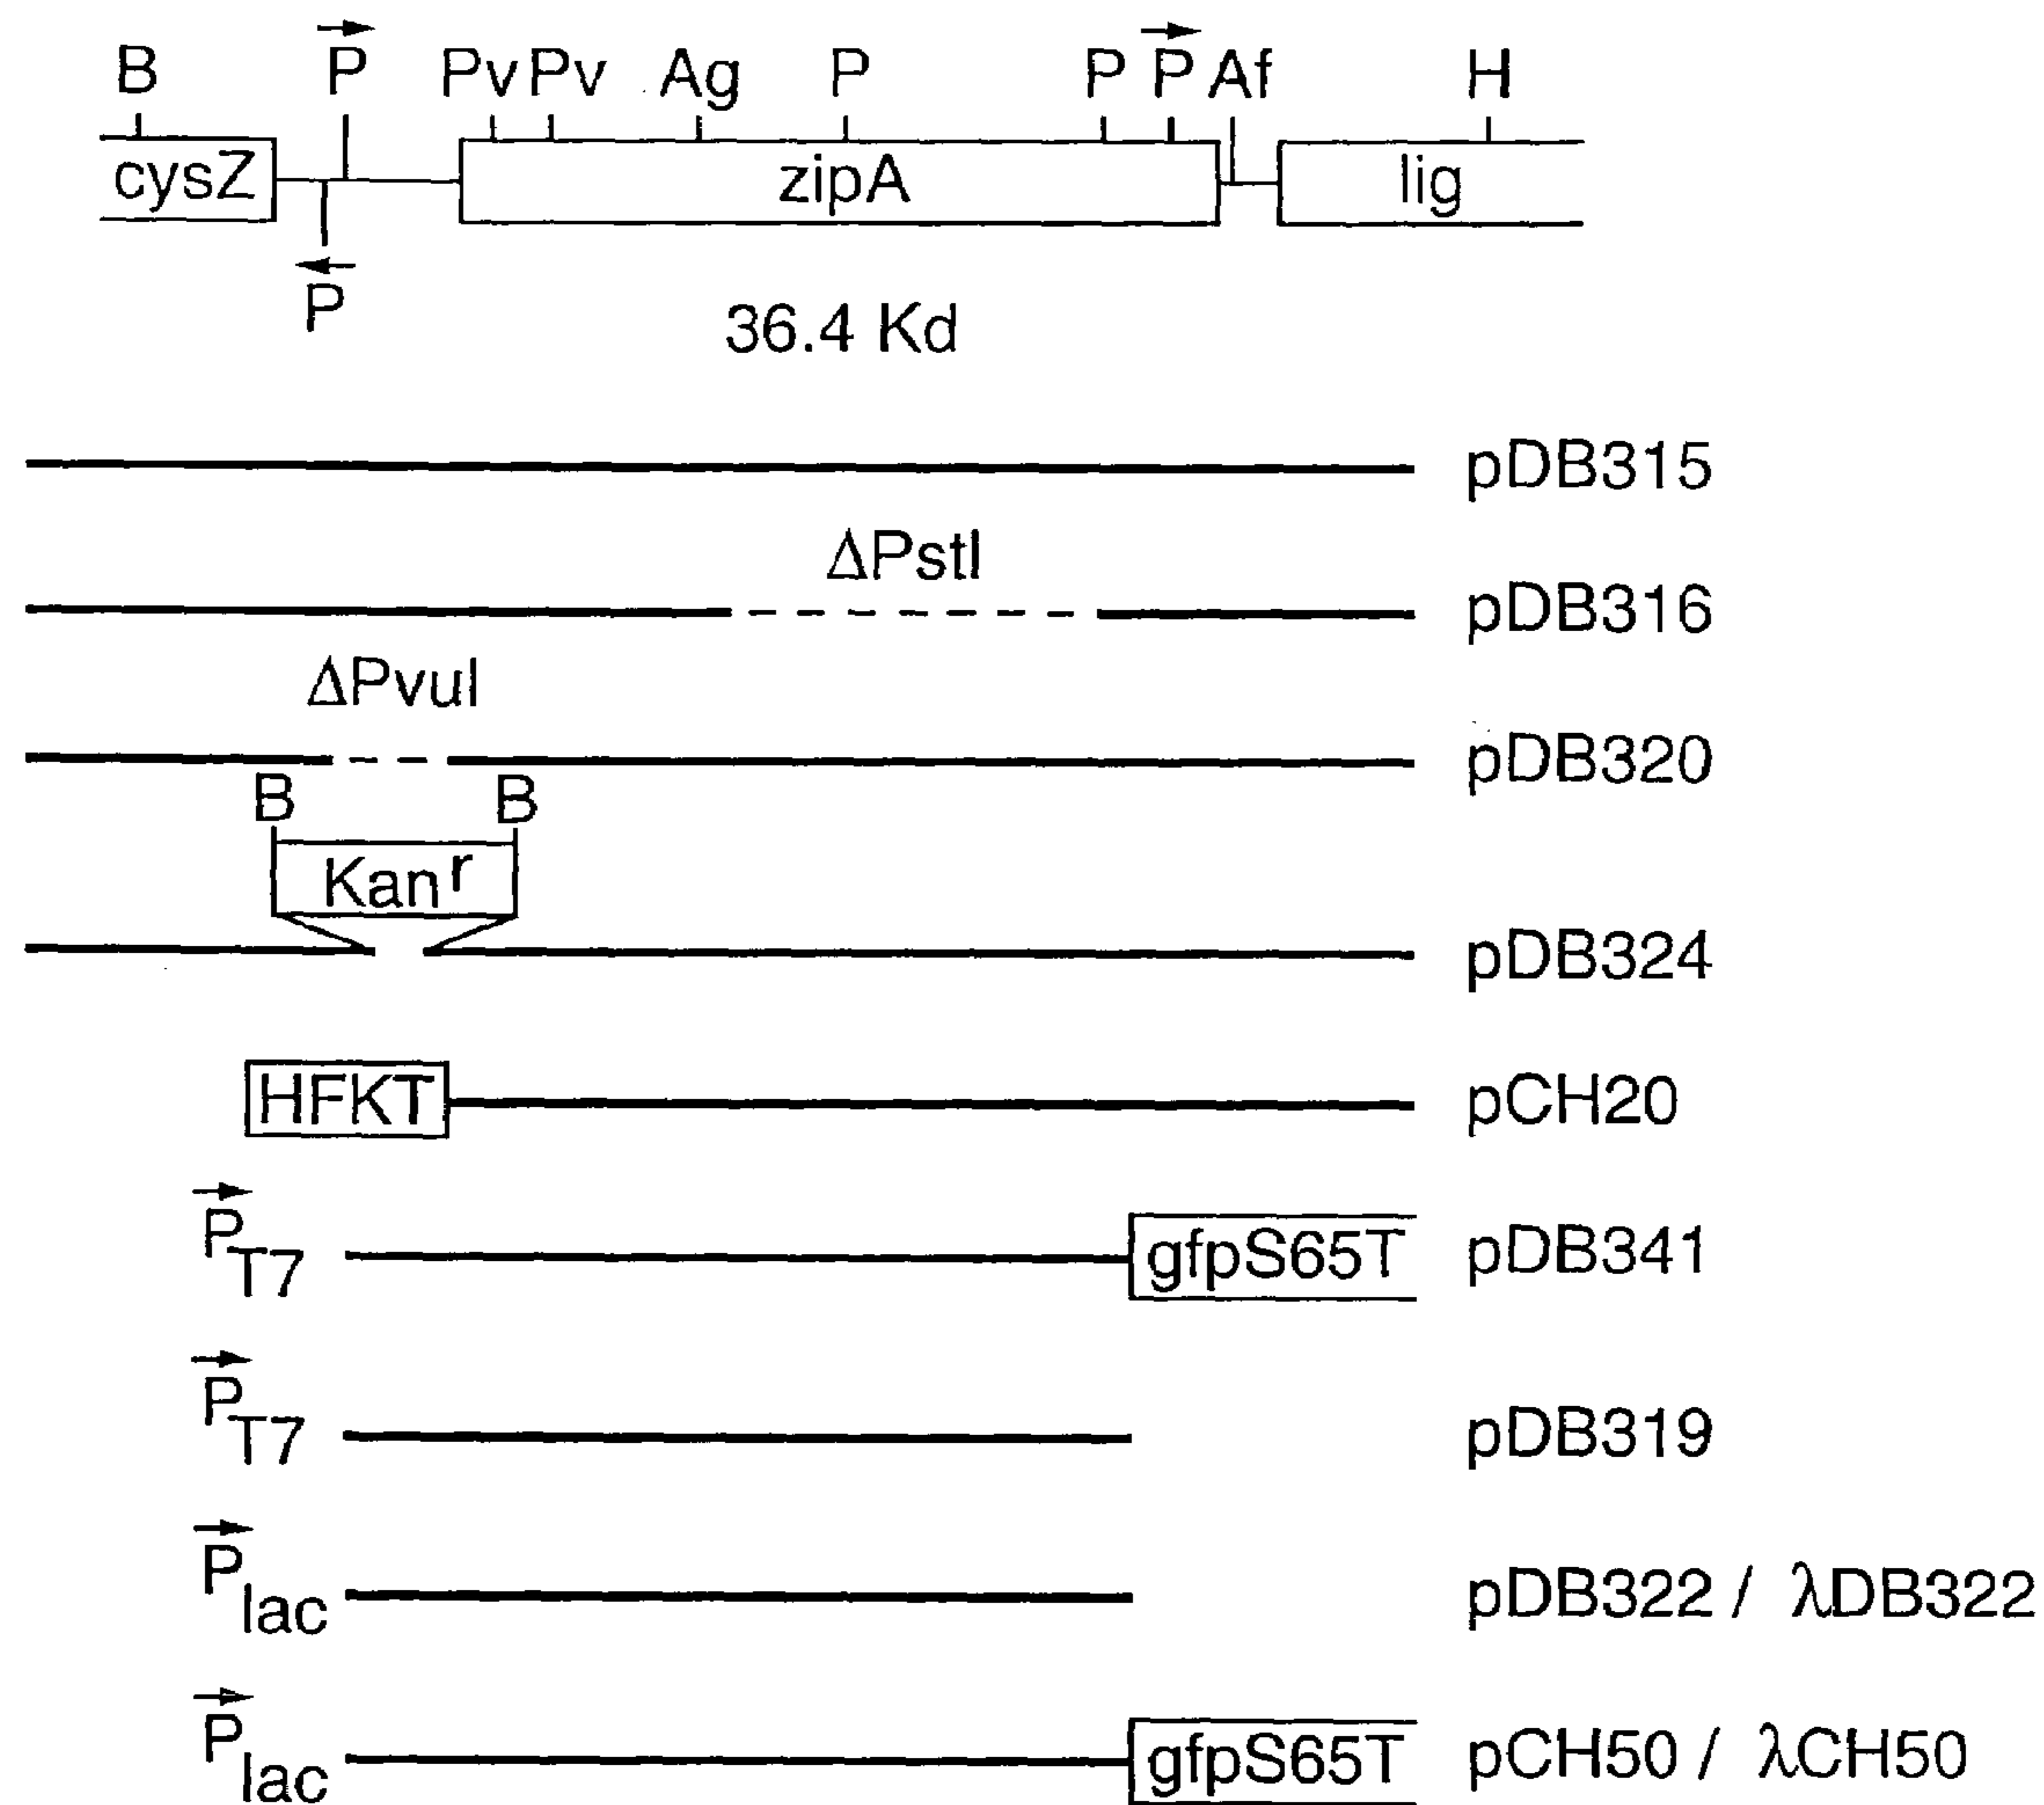 B P Pv Pv Ag P P P Af H
cysZ zipA lig
P
36.4 Kd
pDB315
ΔPstI
pDB316
ΔPvuI
pDB320
B B
Kanr
pDB324
HFKT
pCH20
PT7 gfpS65T pDB341
PT7 pDB319
Plac pDB322 / λDB322
Plac gfpS65T pCH50 / λCH50